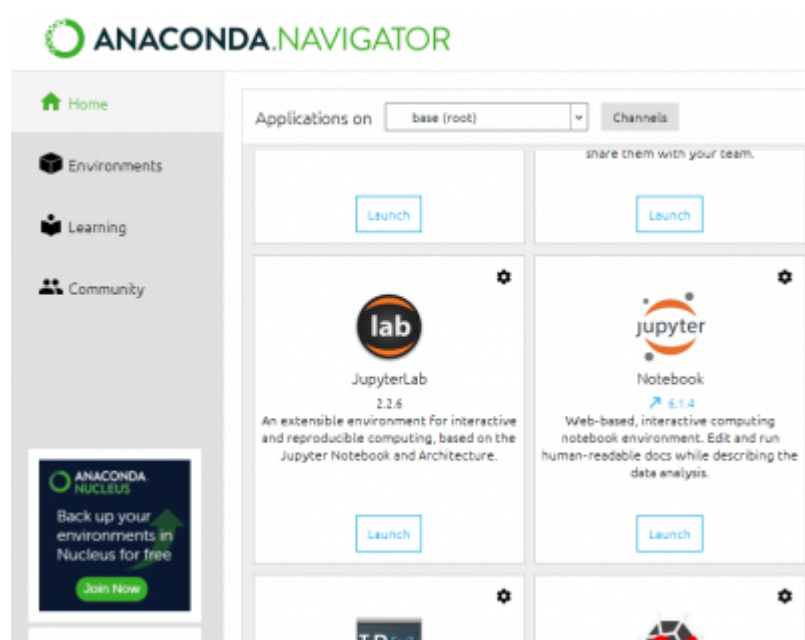 ANACONDA.NAVIGATOR
Home
Environments
Learning
Community
Applications on base (root) Channels
share them with your team.
Launch
Launch
lab
JupyterLab
2.2.6
An extensible environment for interactive
and reproducible computing, based on the
Jupyter Notebook and Architecture.
Launch
jupyter
Notebook
6.1.4
Web-based, interactive computing
notebook environment. Edit and run
human-readable docs while describing the
data analysis.
Launch
ANACONDA.
NUCLEUS
Back up your
environments in
Nucleus for free
Join Now